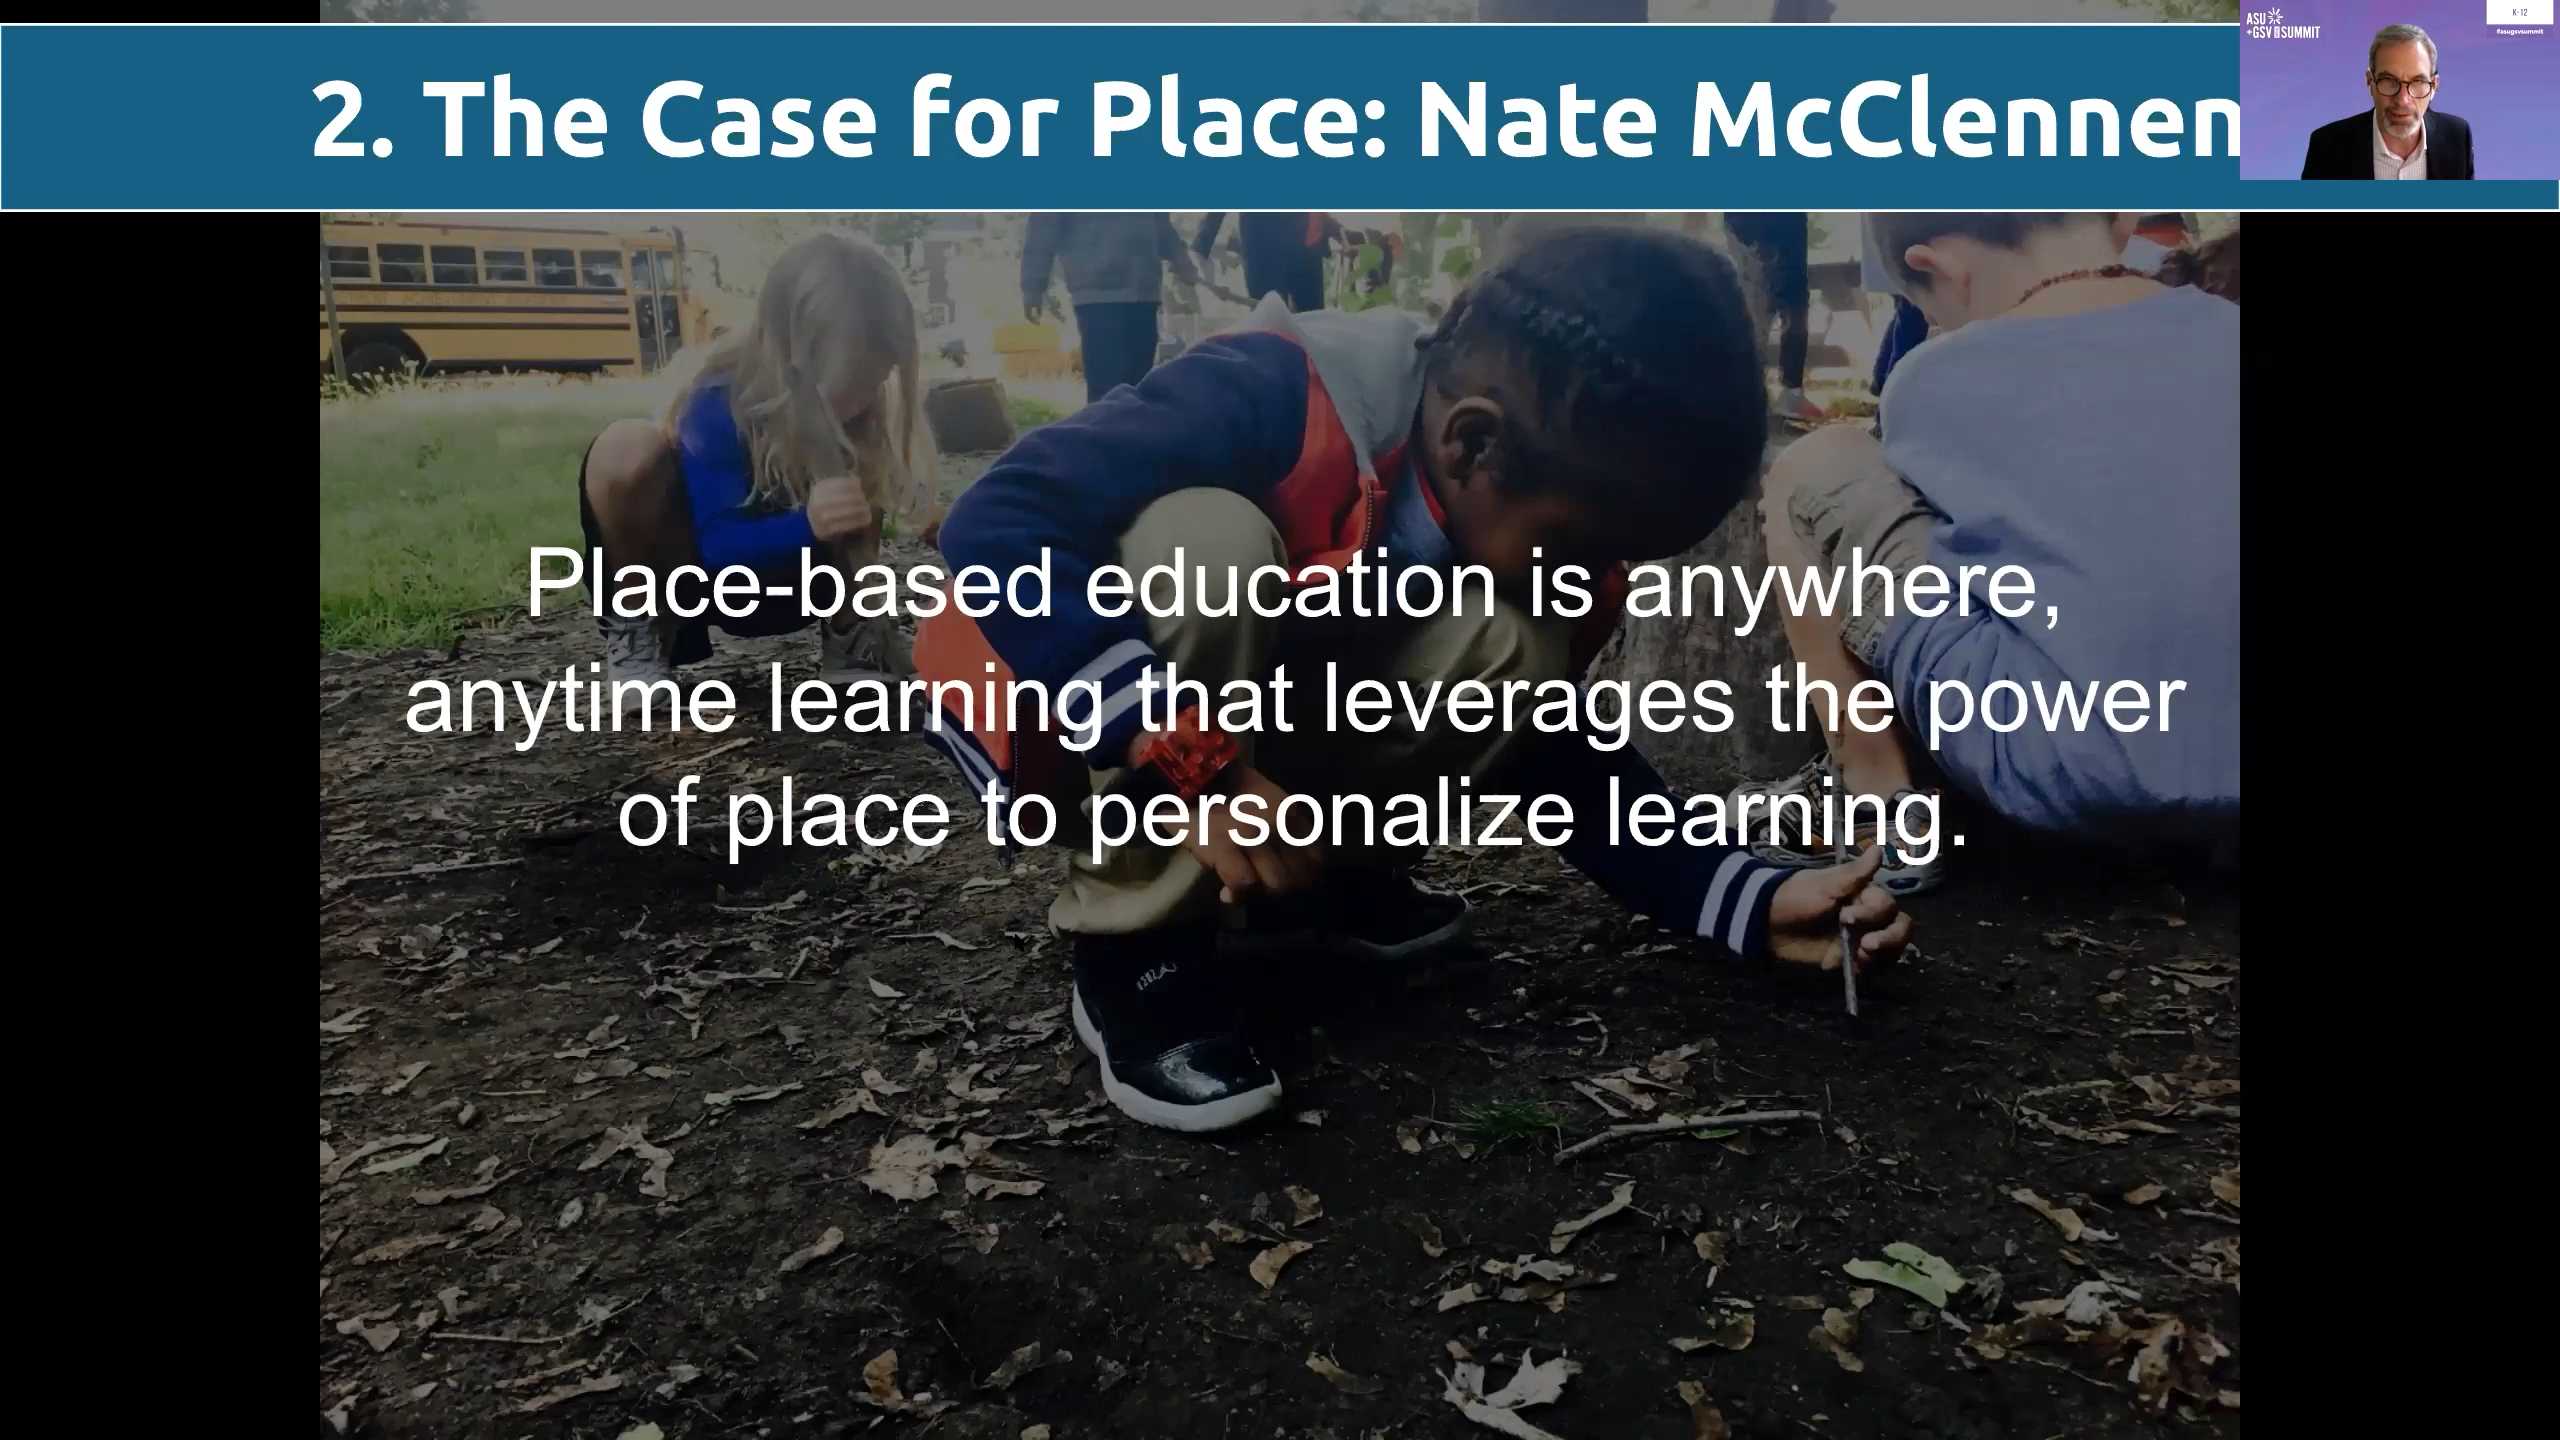 2. The Case for Place: Nate McClennen
ASU
+GSV SUMMIT
K-12
#asugsvsummit
Place-based education is anywhere,
anytime learning that leverages the power
of place to personalize learning.